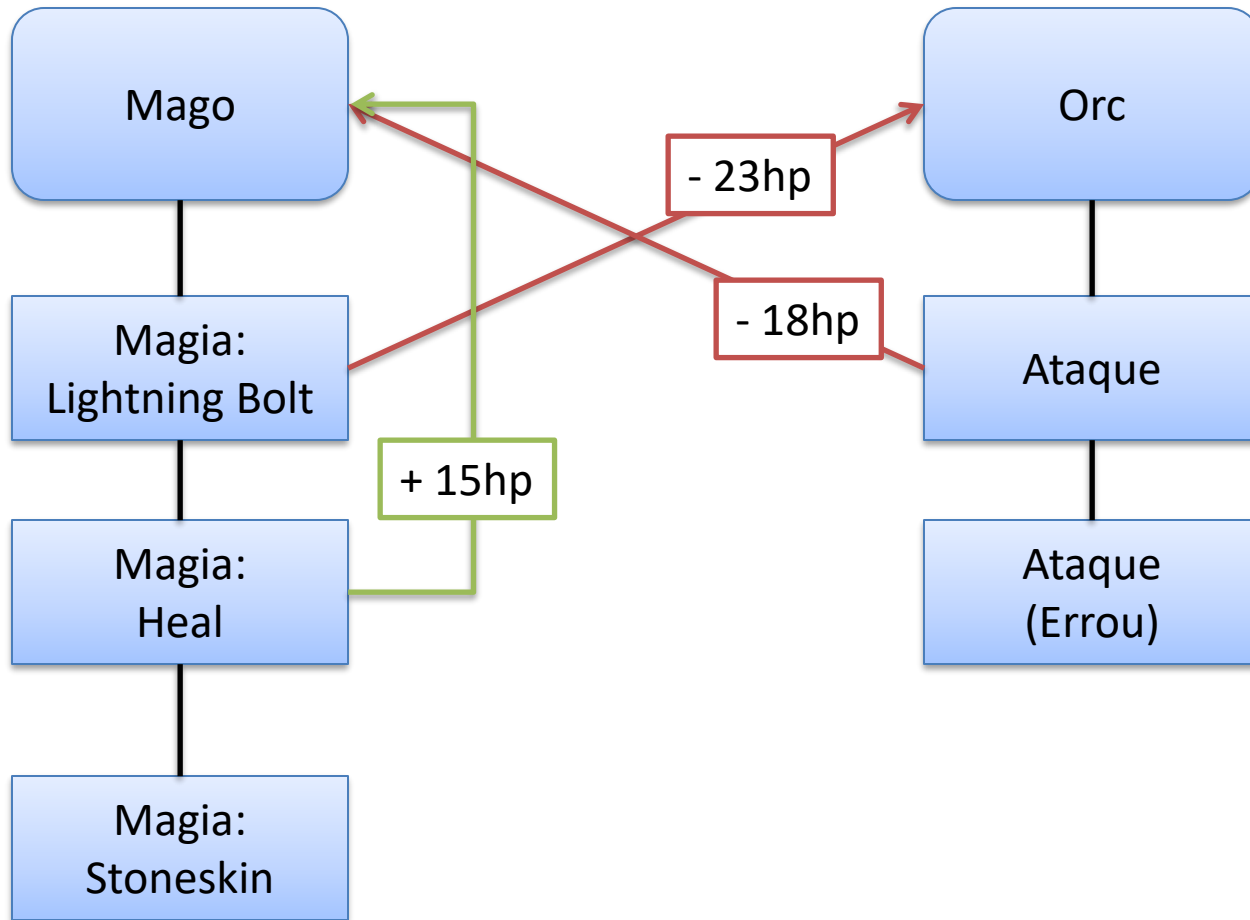 Mago
Orc
- 23hp
- 18hp
Magia:
Lightning Bolt
Ataque
+ 15hp
Magia:
Heal
Ataque
(Errou)
Magia:
Stoneskin